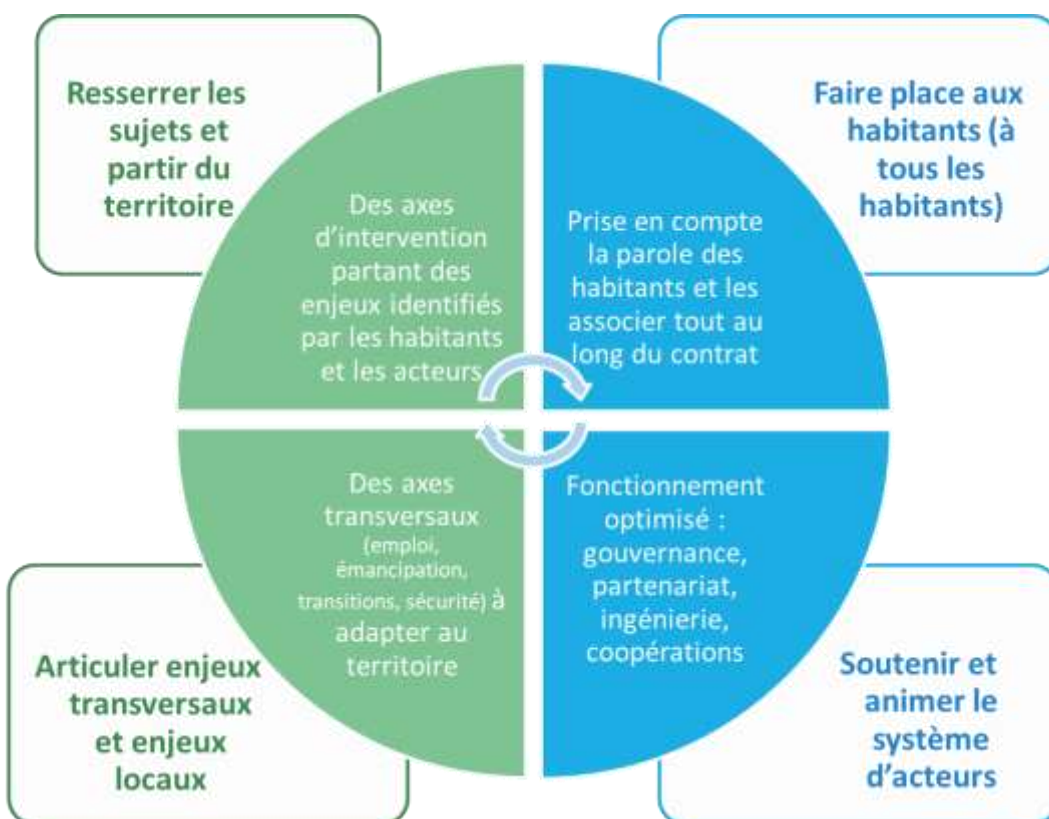 Resserrer les
sujets et
partir du
territoire
Des axes
d’intervention
partant des
enjeux identifiés
par les habitants
et les acteurs
Faire place aux
habitants (à
tous les
habitants)
Prise en compte
la parole des
habitants et les
associer tout au
long du contrat
Des axes
transversaux
(emploi,
émancipation,
transitions, sécurité) à
adapter au
territoire
Articuler enjeux
transversaux
et enjeux
locaux
Fonctionnement
optimisé :
gouvernance,
partenariat,
ingénierie,
coopérations
Soutenir et
animer le
système
d’acteurs